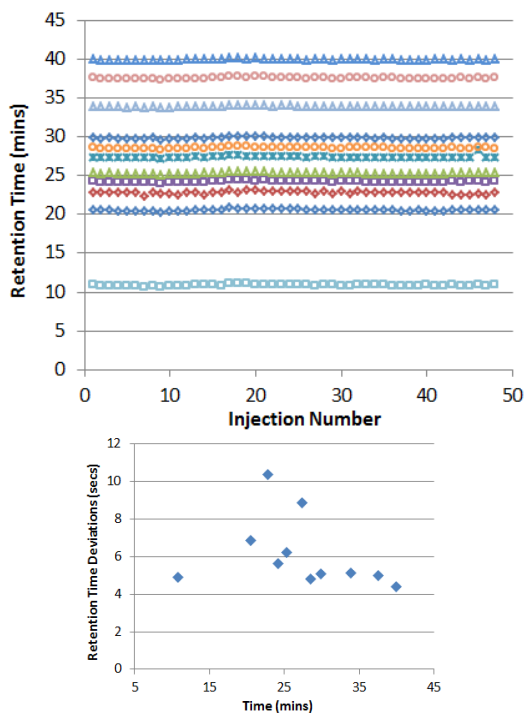 45
40
35
30
25
20
15
10
5
0
Retention Time (mins)
0 10 20 30 40 50
Injection Number
12
10
8
6
4
2
0
Retention Time Deviations (secs)
5 15 25 35 45
Time (mins)